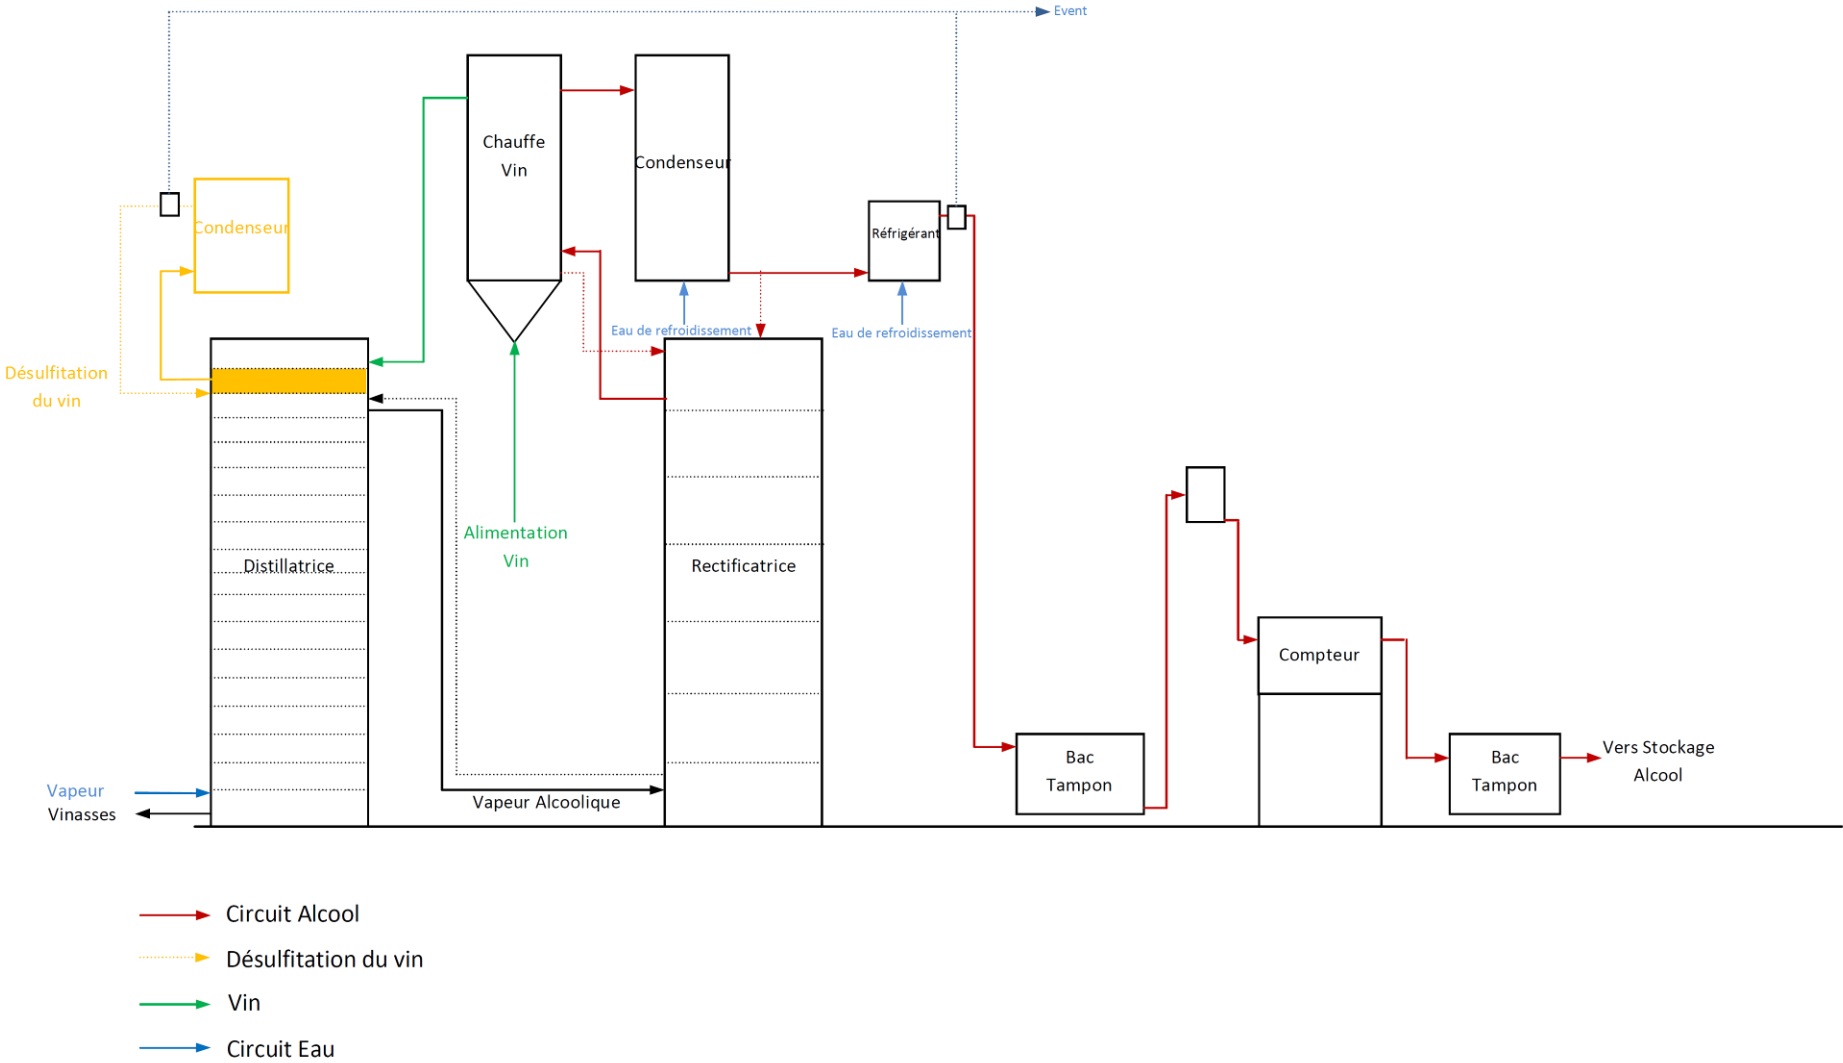 Event
Chauffe
Vin
Condenseur
Condenseur
Réfrigérant
Eau de refroidissement
Eau de refroidissement
Désulfitation
du vin
Alimentation
Vin
Distillatrice
Rectificatrice
Compteur
Bac
Tampon
Bac
Tampon
Vers Stockage
Alcool
Vapeur
Vinasses
Vapeur Alcoolique
Circuit Alcool
Désulfitation du vin
Vin
Circuit Eau